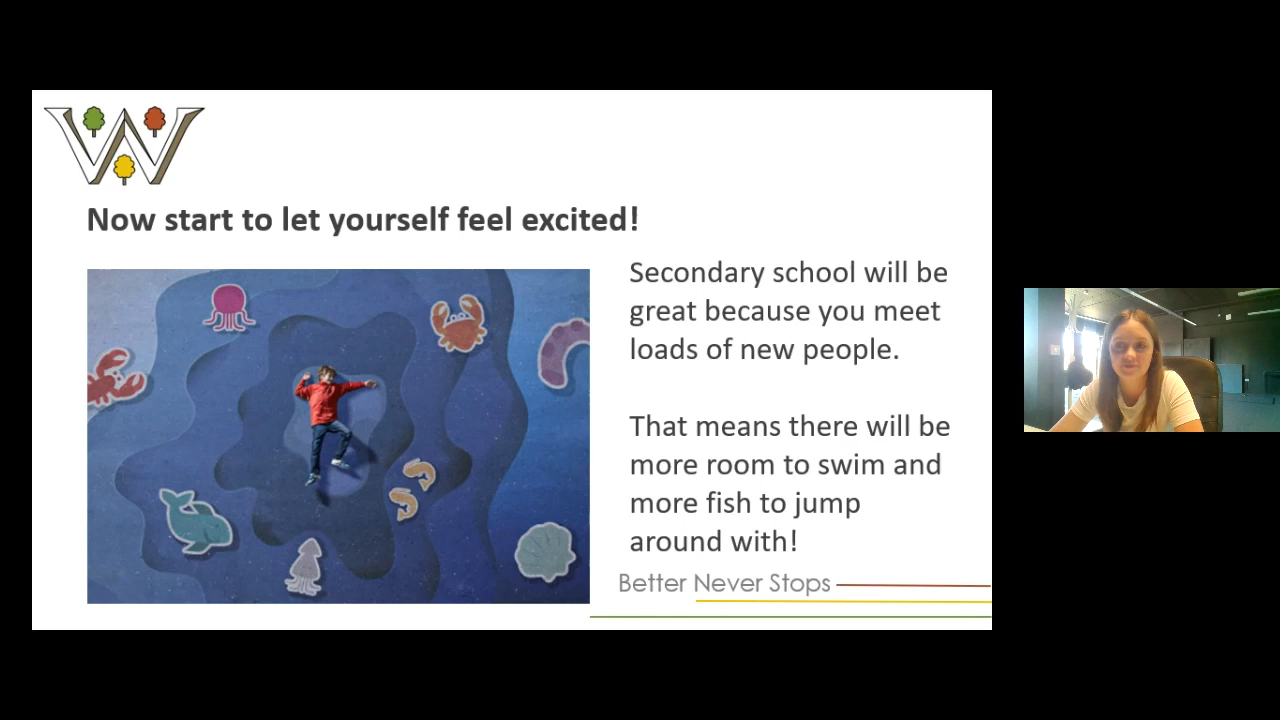 W
Now start to let yourself feel excited!
Secondary school will be
great because you meet
loads of new people.
That means there will be
more room to swim and
more fish to jump
around with!
Better Never Stops